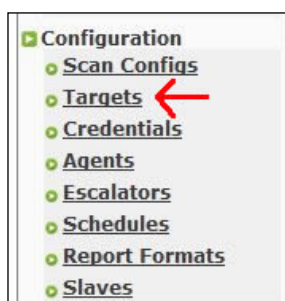 Configuration
Scan Configs
Targets
Credentials
Agents
Escalators
Schedules
Report Formats
Slaves